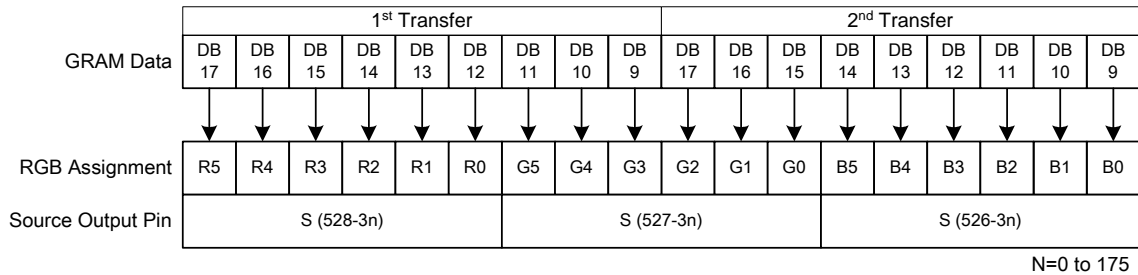 1st Transfer 2nd Transfer
GRAM Data DB 17 DB 16 DB 15 DB 14 DB 13 DB 12 DB 11 DB 10 DB 9 DB 17 DB 16 DB 15 DB 14 DB 13 DB 12 DB 11 DB 10 DB 9
RGB Assignment R5 R4 R3 R2 R1 R0 G5 G4 G3 G2 G1 G0 B5 B4 B3 B2 B1 B0
Source Output Pin S (528-3n) S (527-3n) S (526-3n)
N=0 to 175